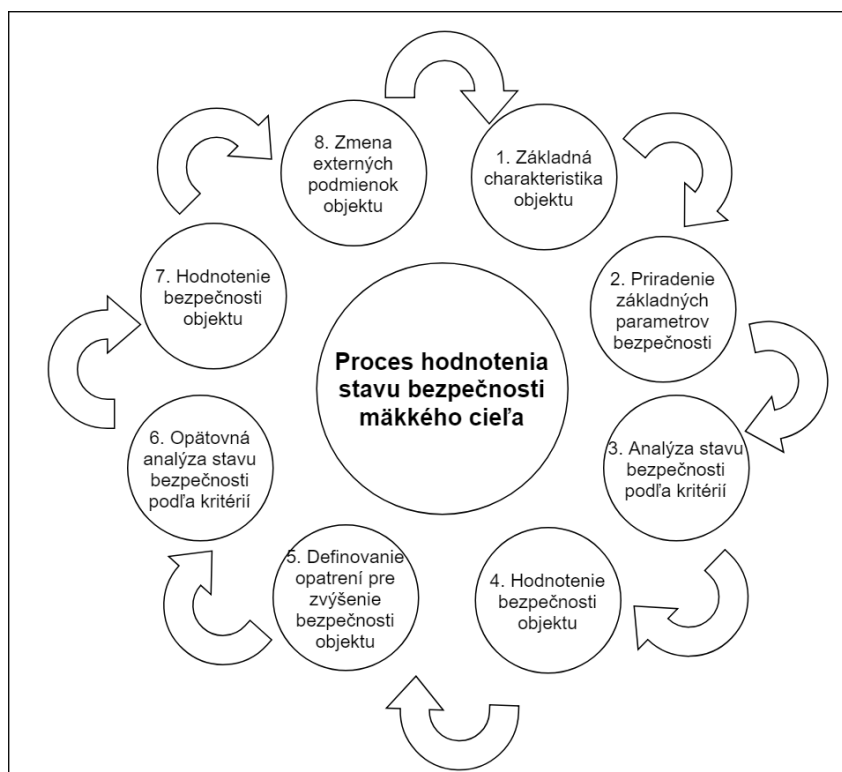 Proces hodnotenia
stavu bezpečnosti
mäkkého cieľa
1. Základná
charakteristika
objektu
2. Priradenie
základných
parametrov
bezpečnosti
3. Analýza stavu
bezpečnosti
podľa kritérií
4. Hodnotenie
bezpečnosti
objektu
5. Definovanie
opatrení pre
zvýšenie
bezpečnosti
objektu
6. Opätovná
analýza stavu
bezpečnosti
podľa kritérií
7. Hodnotenie
bezpečnosti
objektu
8. Zmena
externých
podmienok
objektu